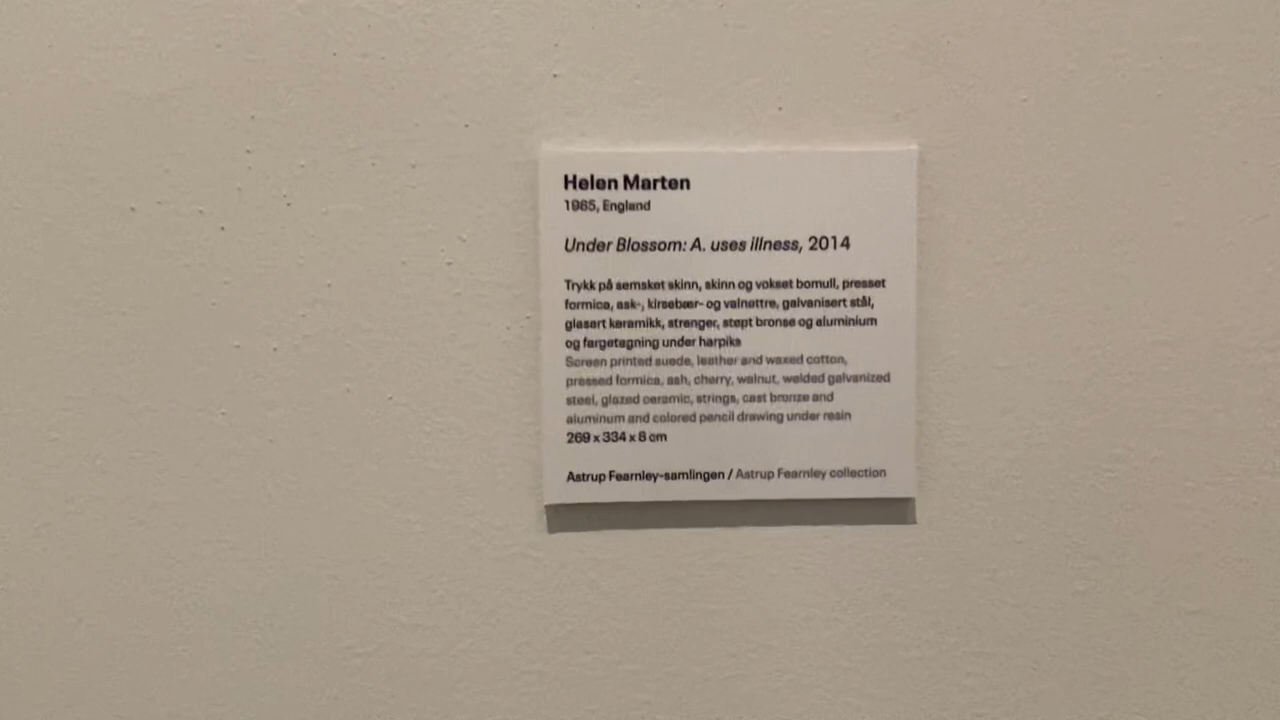 Helen Marten
1985, England
Under Blossom: A. uses illness, 2014
Trykk på semsket skinn, skinn og vokset bomull, presset
formica, ask-, kirsebær- og valnøttre, galvanisert stål,
glasert keramikk, strenger, støpt bronse og aluminium
og fargetegning under harpiks
Screen printed suede, leather and waxed cotton,
pressed formica, ash, cherry, walnut, welded galvanized
steel, glazed ceramic, strings, cast bronze and
aluminum and colored pencil drawing under resin
269 x 334 x 8 cm
Astrup Fearnley-samlingen / Astrup Fearnley collection